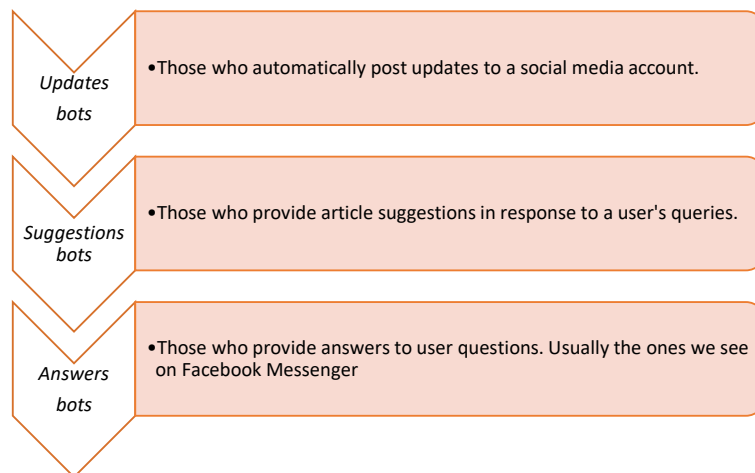 Updates
bots
•Those who automatically post updates to a social media account.
Suggestions
bots
•Those who provide article suggestions in response to a user's queries.
Answers
bots
•Those who provide answers to user questions. Usually the ones we see
on Facebook Messenger